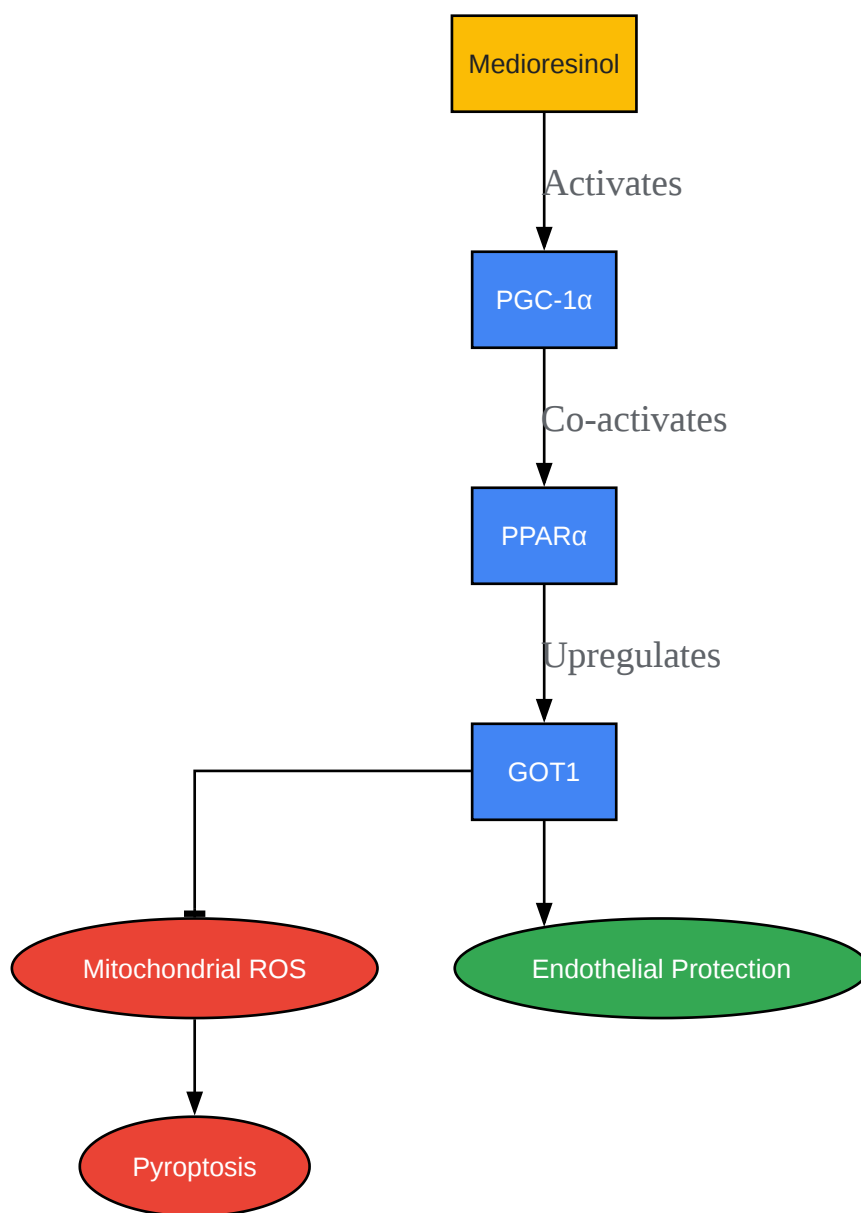 Medioresinol
Activates
PGC-1α
Co-activates
PPARα
Upregulates
GOT1
Mitochondrial ROS
Endothelial Protection
Pyroptosis